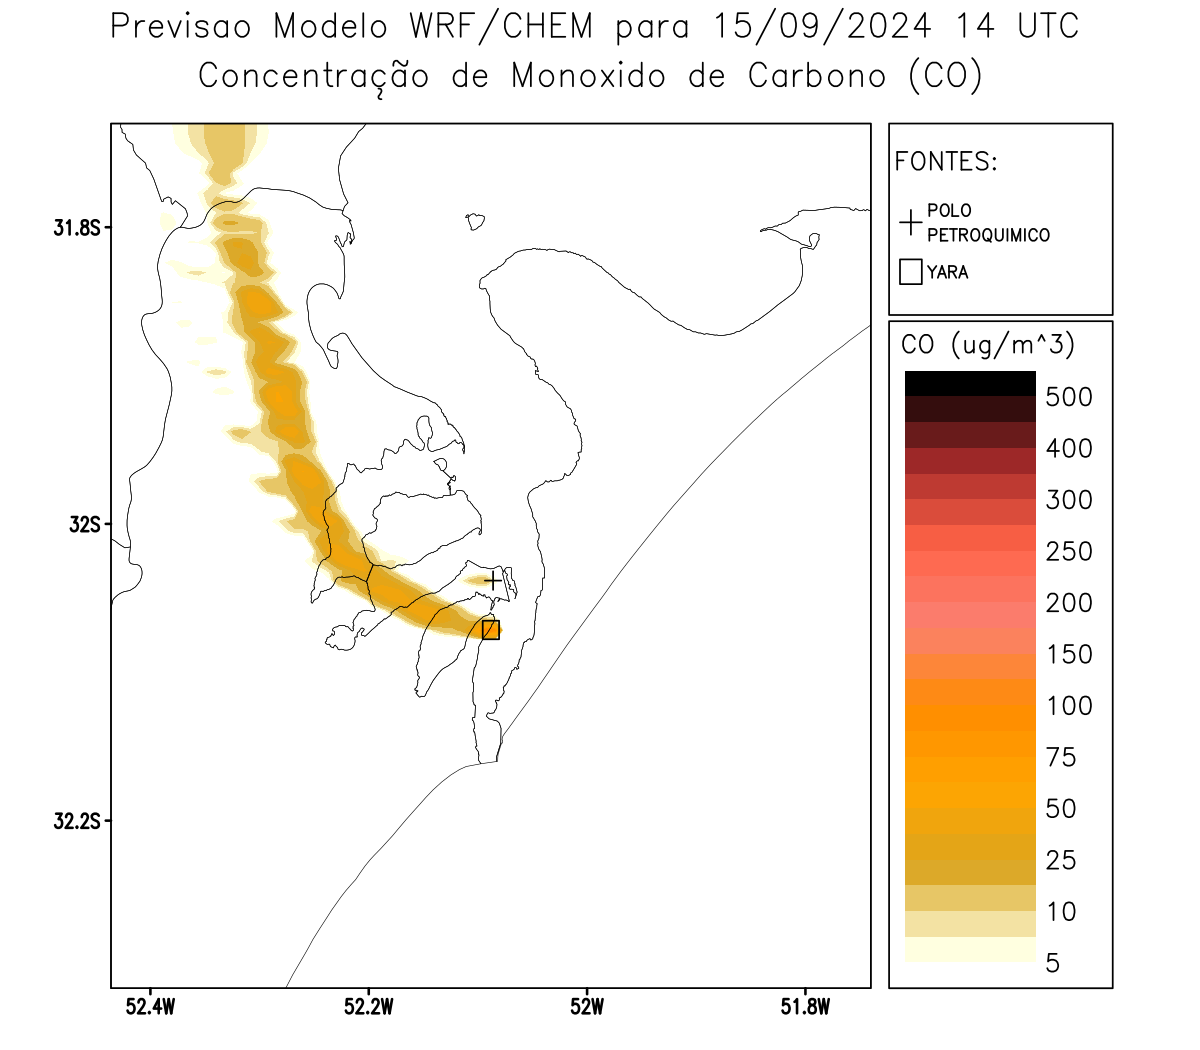 Previsao Modelo WRF/CHEM para 15/09/2024 14 UTC
Concentração de Monoxido de Carbono (CO)
FONTES:
POLO
PETROQUIMICO
YARA
CO (ug/m^3)
500
400
300
250
200
150
100
75
50
25
10
5
31.8S
32S
32.2S
52.4W
52.2W
52W
51.8W